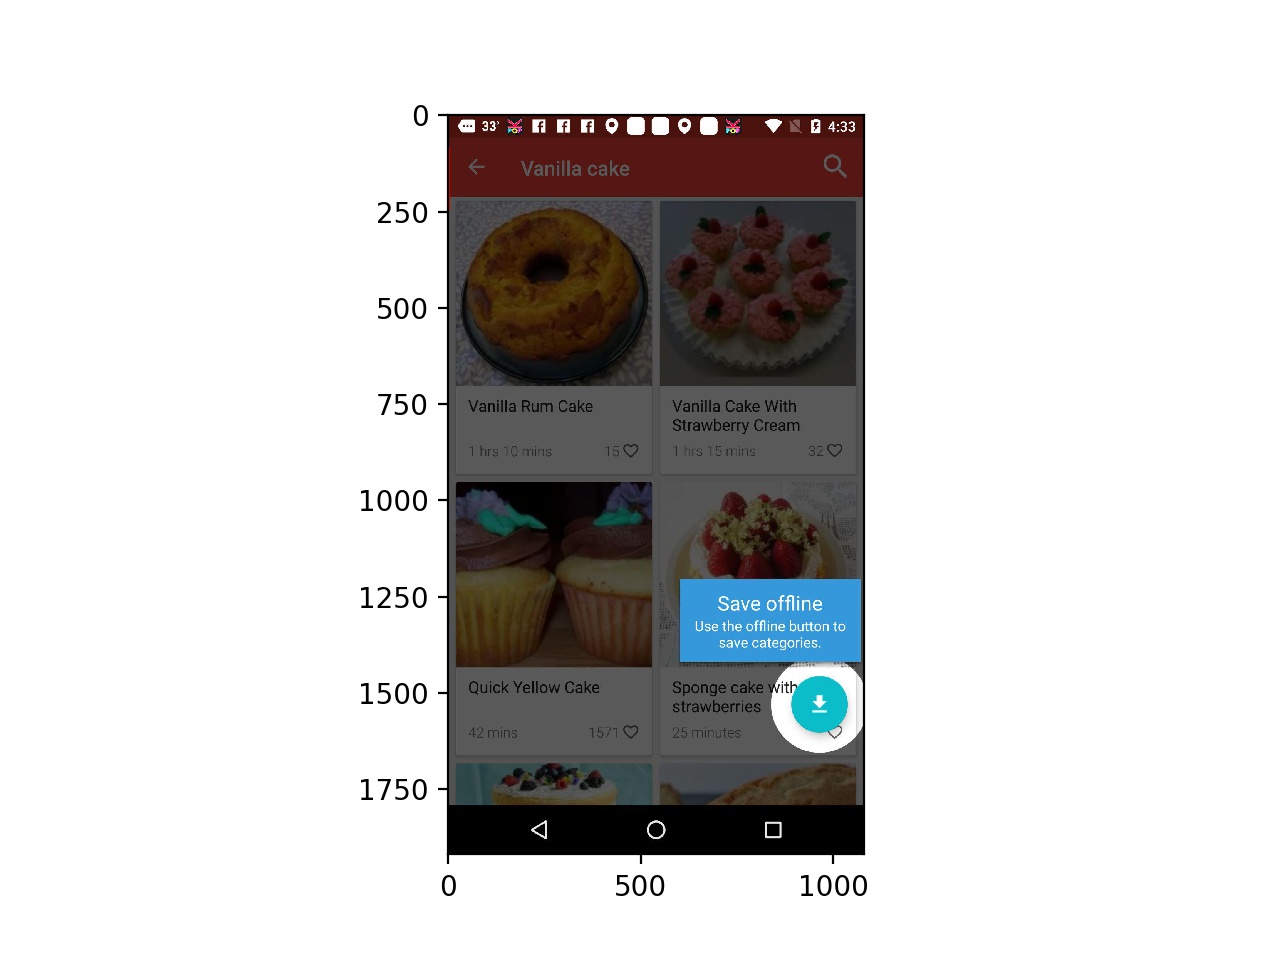 0
250
500
750
1000
1250
1500
1750
0 500 1000
33°
4:33
Vanilla cake
Vanilla Rum Cake
1 hrs 10 mins 15
Vanilla Cake With
Strawberry Cream
1 hrs 15 mins 32
Quick Yellow Cake
42 mins 1571
Save offline
Use the offline button to
save categories.
Sponge cake with
strawberries
25 minutes